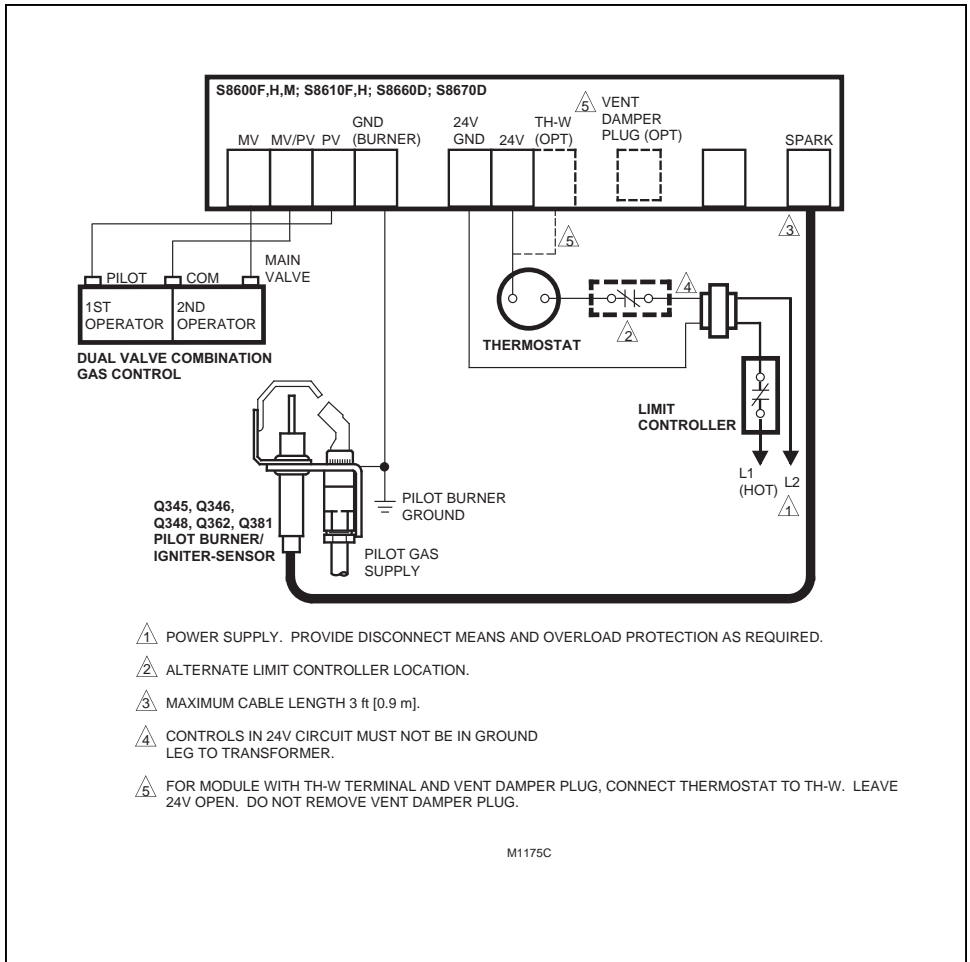 S8600F,H,M; S8610F,H; S8660D; S8670D
MV MV/PV PV
GND
(BURNER)
24V
GND
24V
TH-W
(OPT)
5 VENT
DAMPER
PLUG (OPT)
SPARK
3
5
PILOT
COM
MAIN
VALVE
1ST
OPERATOR
2ND
OPERATOR
DUAL VALVE COMBINATION
GAS CONTROL
THERMOSTAT
2
4
LIMIT
CONTROLLER
L1
(HOT)
L2
1
Q345, Q346,
Q348, Q362, Q381
PILOT BURNER/
IGNITER-SENSOR
PILOT BURNER
GROUND
PILOT GAS
SUPPLY
1 POWER SUPPLY. PROVIDE DISCONNECT MEANS AND OVERLOAD PROTECTION AS REQUIRED.
2 ALTERNATE LIMIT CONTROLLER LOCATION.
3 MAXIMUM CABLE LENGTH 3 ft [0.9 m].
4 CONTROLS IN 24V CIRCUIT MUST NOT BE IN GROUND
LEG TO TRANSFORMER.
5 FOR MODULE WITH TH-W TERMINAL AND VENT DAMPER PLUG, CONNECT THERMOSTAT TO TH-W. LEAVE
24V OPEN. DO NOT REMOVE VENT DAMPER PLUG.
M1175C